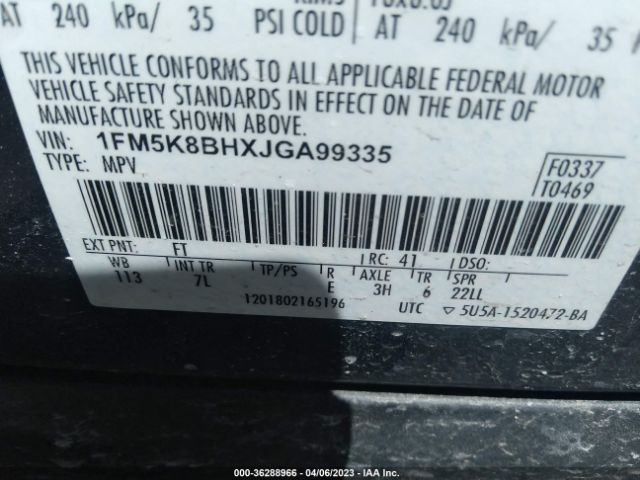 AT 240 kPa/ 35 PSI COLD AT 240 kPa/ 35
THIS VEHICLE CONFORMS TO ALL APPLICABLE FEDERAL MOTOR
VEHICLE SAFETY STANDARDS IN EFFECT ON THE DATE OF
MANUFACTURE SHOWN ABOVE.
VIN: 1FM5K8BHXJGA99335
TYPE: MPV
F0337
T0469
EXT PNT: FT RC: 41 DSO:
WB INT TR TP/PS R AXLE TR SPR
113 7L E 3H 6 22LL
1201802165196 UTC ▽ 5U5A-1520472-BA
000-36288966 - 04/06/2023 - IAA Inc.